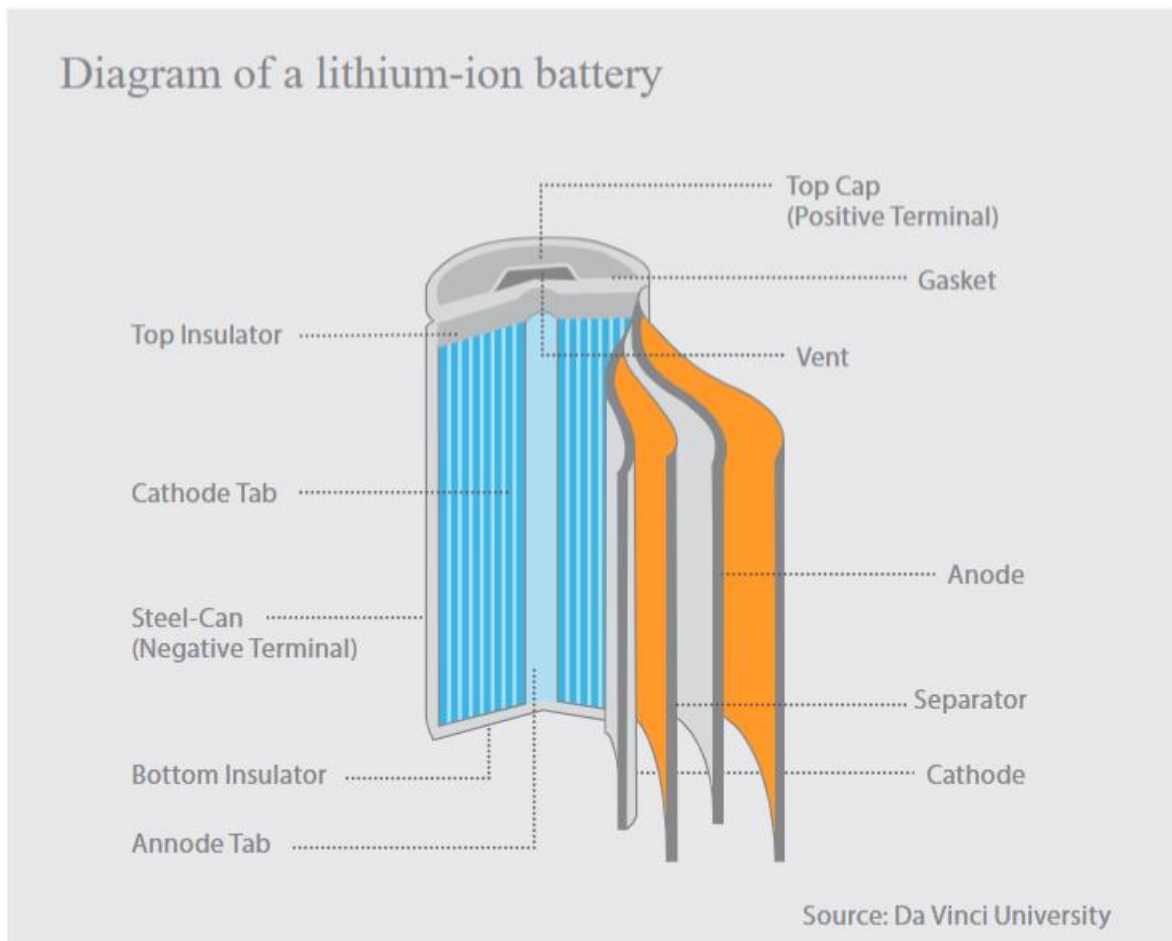 Diagram of a lithium-ion battery
Top Cap
(Positive Terminal)
Gasket
Top Insulator
Vent
Cathode Tab
Anode
Steel-Can
(Negative Terminal)
Separator
Bottom Insulator
Cathode
Annode Tab
Source: Da Vinci University